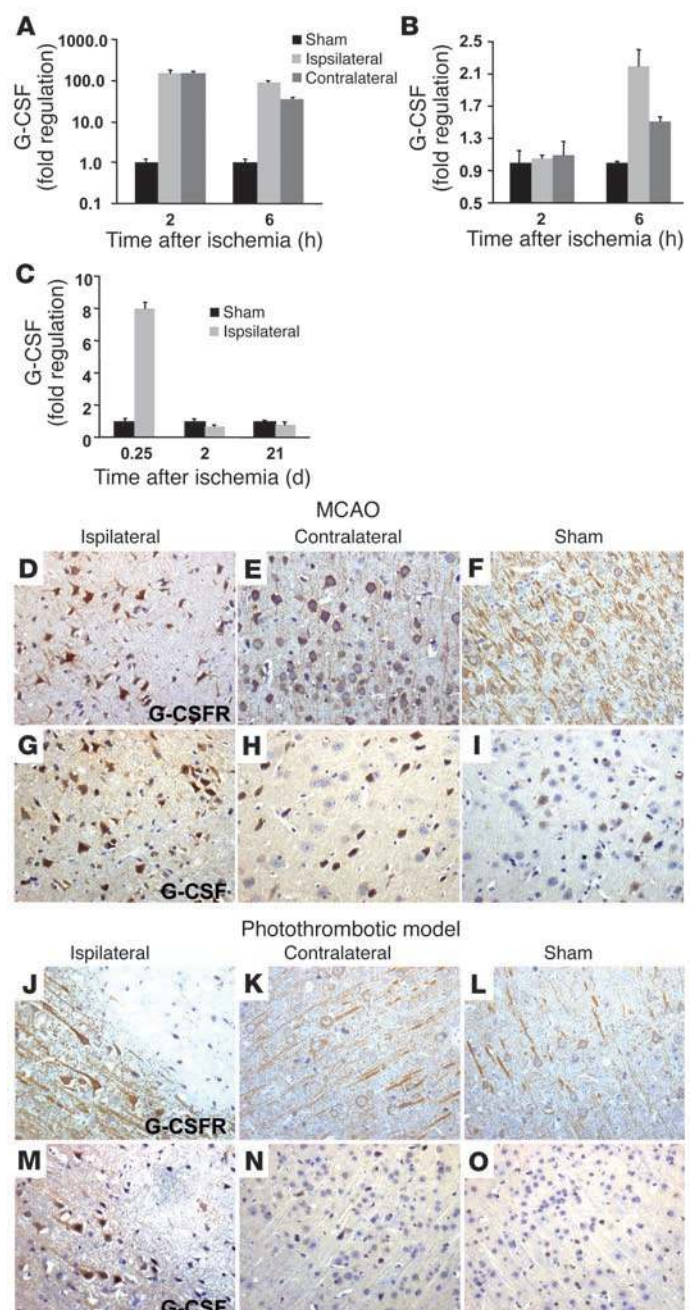 A
G-CSF
(fold regulation)
1000.0
100.0
10.0
1.0
0.1
2
6
Time after ischemia (h)
Sham
Ispsilateral
Contralateral
B
G-CSF
(fold regulation)
2.5
2.1
1.7
1.3
0.9
0.5
2
6
Time after ischemia (h)
C
G-CSF
(fold regulation)
10
8
6
4
2
0
0.25
2
21
Time after ischemia (d)
Sham
Ispsilateral
MCAO
Ispilateral
Contralateral
Sham
D
G-CSFR
E
F
G
G-CSF
H
I
Photothrombotic model
Ispilateral
Contralateral
Sham
J
G-CSFR
K
L
M
G-CSF
N
O